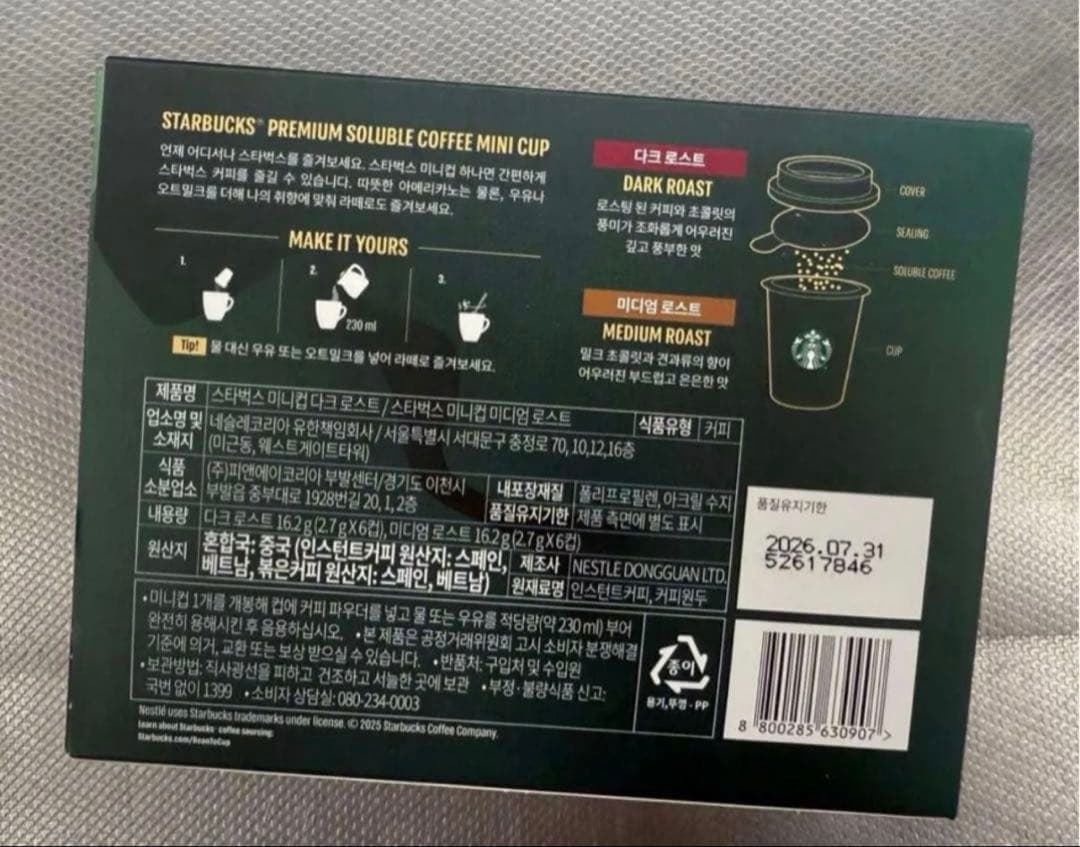 STARBUCKS® PREMIUM SOLUBLE COFFEE MINI CUP
언제 어디서나 스타벅스를 즐겨보세요. 스타벅스 미니컵 하나면 간편하게
스타벅스 커피를 즐길 수 있습니다. 따뜻한 아메리카노는 물론, 우유나
오트밀크를 더해 나의 취향에 맞춰 라떼로도 즐겨보세요.
MAKE IT YOURS
1.
2.
3.
230 ml
Tip! 물 대신 우유 또는 오트밀크를 넣어 라떼로 즐겨보세요.
다크 로스트
DARK ROAST
로스팅 된 커피와 초콜릿의
풍미가 조화롭게 어우러진
깊고 풍부한 맛
미디엄 로스트
MEDIUM ROAST
밀크 초콜릿과 견과류의 향이
어우러진 부드럽고 은은한 맛
COVER
SEALING
SOLUBLE COFFEE
CUP
제품명 스타벅스 미니컵 다크 로스트 / 스타벅스 미니컵 미디엄 로스트 식품유형 커피
업소명 및 소재지 네슬레코리아 유한책임회사 / 서울특별시 서대문구 충정로 70, 10,12,16층
(미근동, 웨스트게이트타워)
식품소분업소 (주)피앤에이코리아 부발센터/경기도 이천시
부발읍 중부대로 1928번길 20, 1, 2층
내포장재질 폴리프로필렌, 아크릴 수지
품질유지기한 제품 측면에 별도 표시
내용량 다크 로스트 16.2 g (2.7 g X 6컵), 미디엄 로스트 16.2 g (2.7 g X 6컵)
원산지 혼합국: 중국 (인스턴트커피 원산지: 스페인,
베트남, 볶은커피 원산지: 스페인, 베트남)
제조사 NESTLE DONGGUAN LTD.
원재료명 인스턴트커피, 커피원두
• 미니컵 1개를 개봉해 컵에 커피 파우더를 넣고 물 또는 우유를 적당량(약 230 ml) 부어
완전히 용해시킨 후 음용하십시오. • 본 제품은 공정거래위원회 고시 소비자 분쟁해결
기준에 의거, 교환 또는 보상 받으실 수 있습니다. • 반품처: 구입처 및 수입원
• 보관방법: 직사광선을 피하고 건조하고 서늘한 곳에 보관 • 부정·불량식품 신고:
국번 없이 1399 • 소비자 상담실: 080-234-0003
종이
용기,뚜껑 - PP
Nestlé uses Starbucks trademarks under license. © 2025 Starbucks Coffee Company.
Learn about Starbucks® coffee sourcing:
Starbucks.com/BeanToCup
품질유지기한
2026.07.31
52617846
8 800285 630907 >